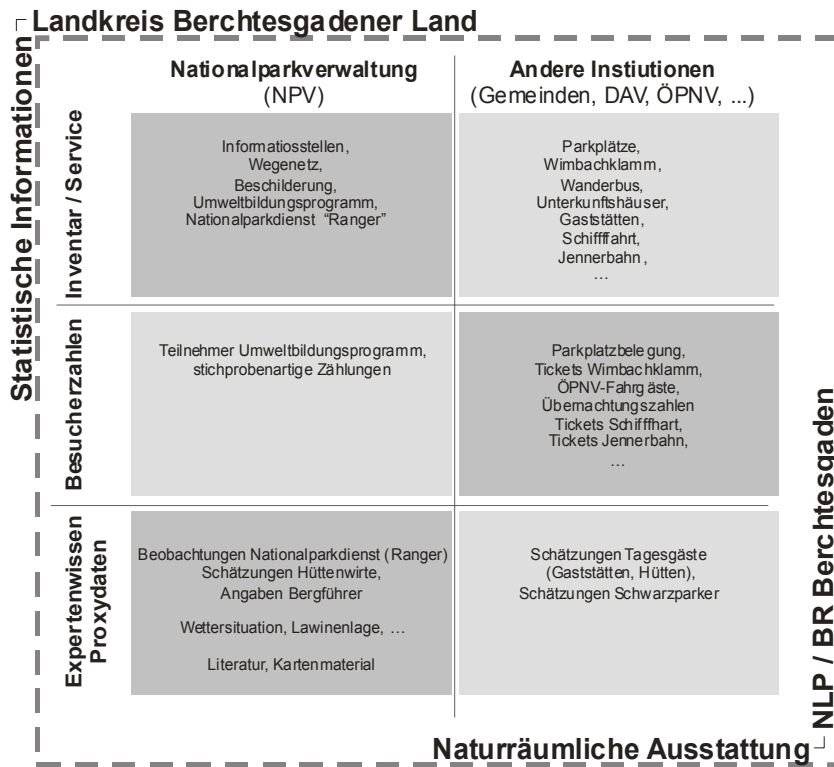 Landkreis Berchtesgadener Land
Statistische Informationen
Nationalparkverwaltung
(NPV)
Andere Instiutionen
(Gemeinden, DAV, ÖPNV, ...)
Inventar / Service
Informatiosstellen,
Wegenetz,
Beschilderung,
Umweltbildungsprogramm,
Nationalparkdienst "Ranger"
Parkplätze,
Wimbachklamm,
Wanderbus,
Unterkunftshäuser,
Gaststätten,
Schiffffahrt,
Jennerbahn,
...
Besucherzahlen
Teilnehmer Umweltbildungsprogramm,
stichprobenartige Zählungen
Parkplatzbelegung,
Tickets Wimbachklamm,
ÖPNV-Fahrgäste,
Übernachtungszahlen
Tickets Schifffhart,
Tickets Jennerbahn,
...
Expertenwissen
Proxydaten
Beobachtungen Nationalparkdienst (Ranger)
Schätzungen Hüttenwirte,
Angaben Bergführer
Wettersituation, Lawinenlage, ...
Literatur, Kartenmaterial
Schätzungen Tagesgäste
(Gaststätten, Hütten),
Schätzungen Schwarzparker
NLP / BR Berchtesgaden
Naturräumliche Ausstattung